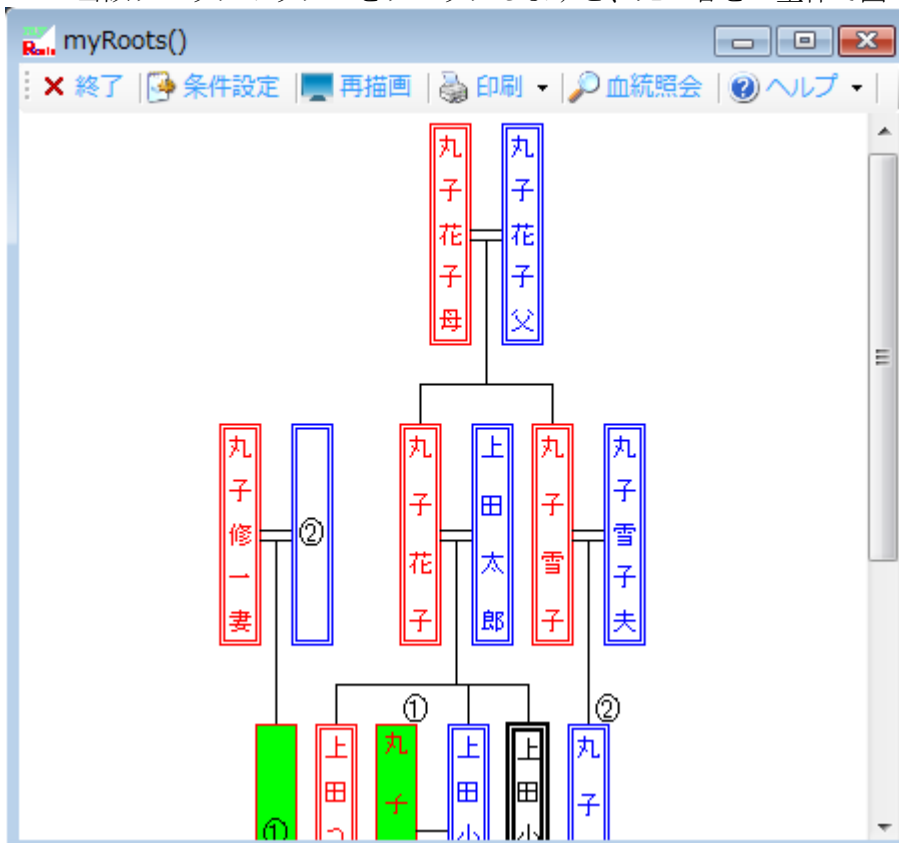 myRoots()
終了 条件設定 再描画 印刷 血統照会 ヘルプ
丸子花子母
丸子花子父
丸子修一妻
②
丸子花子
上田太郎
丸子雪子
丸子雪子夫
①
②
①
上田つ
丸子
上田小
上田小
丸子